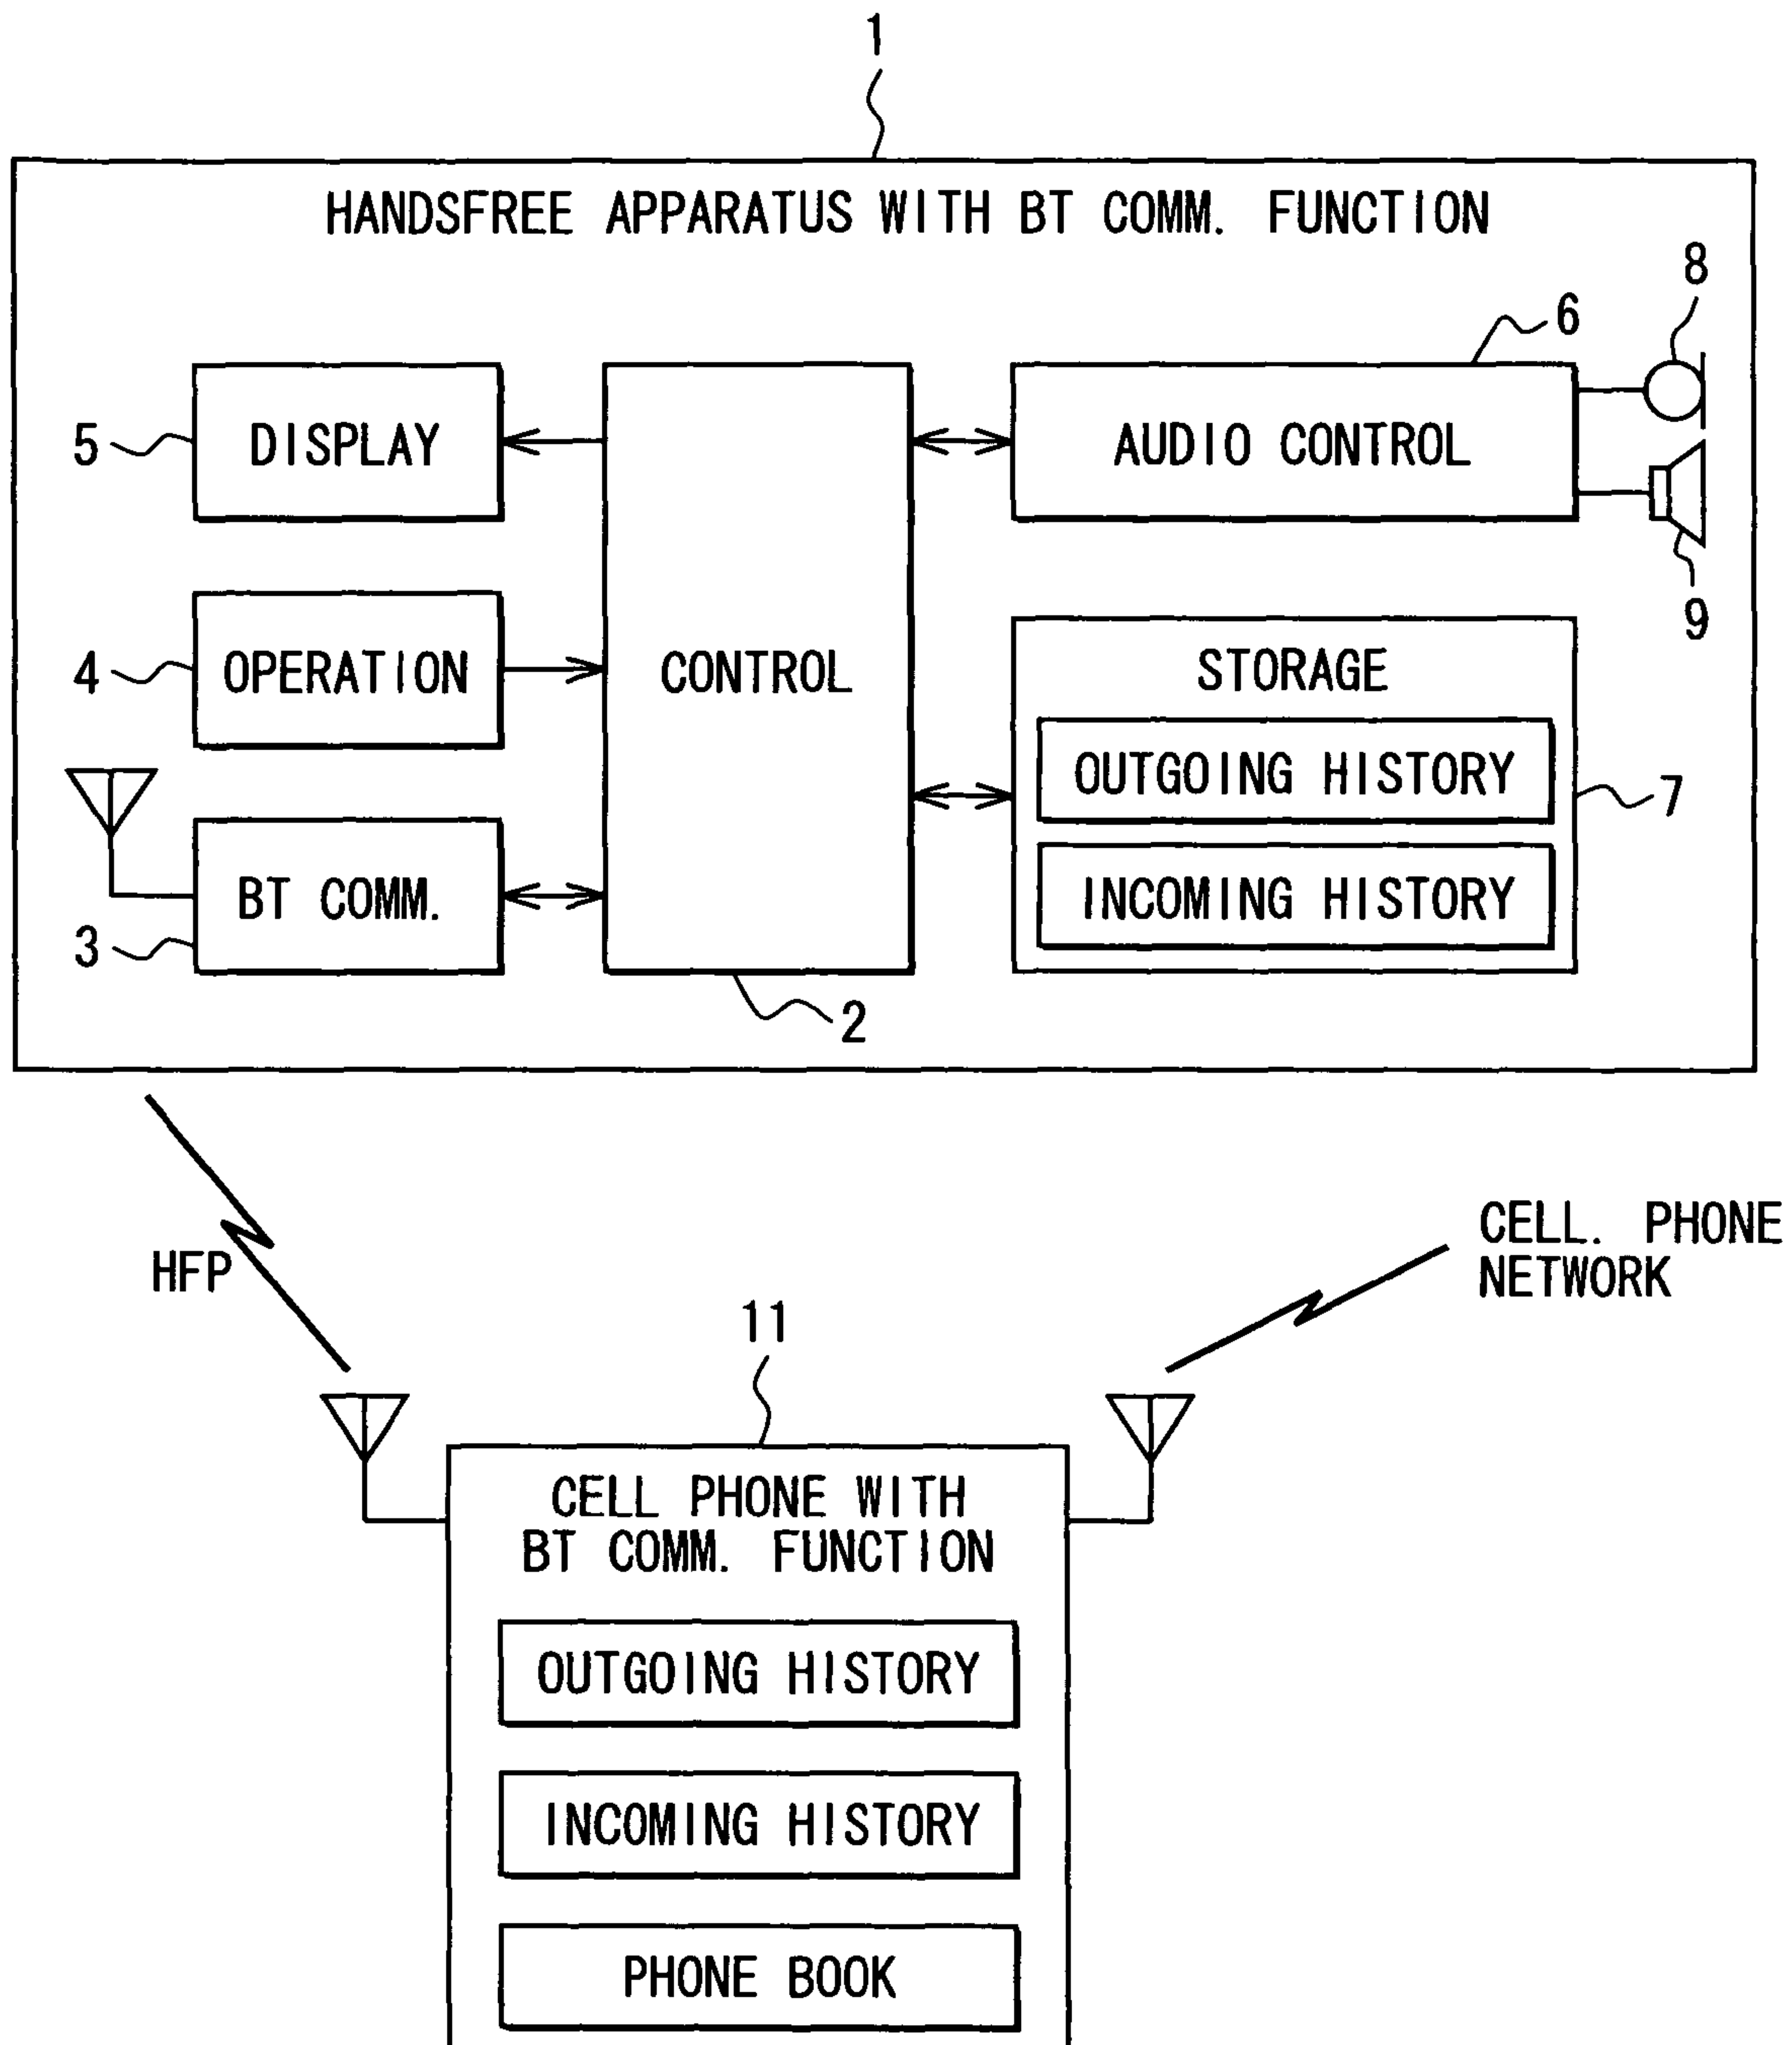 1
HANDSFREE APPARATUS WITH BT COMM. FUNCTION
8
6
5
DISPLAY
AUDIO CONTROL
9
4
OPERATION
CONTROL
STORAGE
OUTGOING HISTORY
7
BT COMM.
INCOMING HISTORY
3
2
CELL. PHONE
NETWORK
HFP
11
CELL PHONE WITH
BT COMM. FUNCTION
OUTGOING HISTORY
INCOMING HISTORY
PHONE BOOK